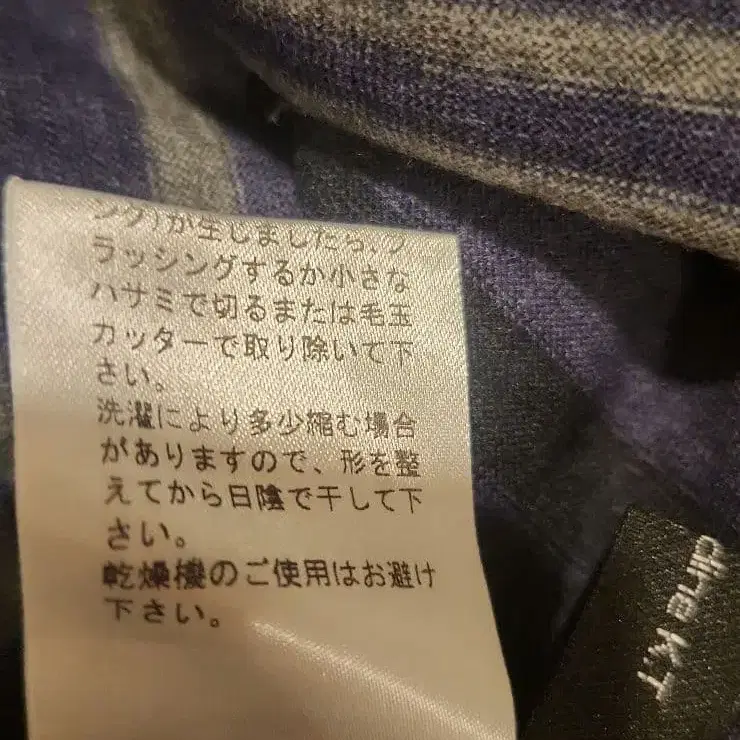 ング)が生じましたら、ブ
ラッシングするか小さな
ハサミで切るまたは毛玉
カッターで取り除いて下
さい。
洗濯により多少縮む場合
がありますので、形を整
えてから日陰で干して下
さい。
乾燥機のご使用はお避け
下さい。
K.T